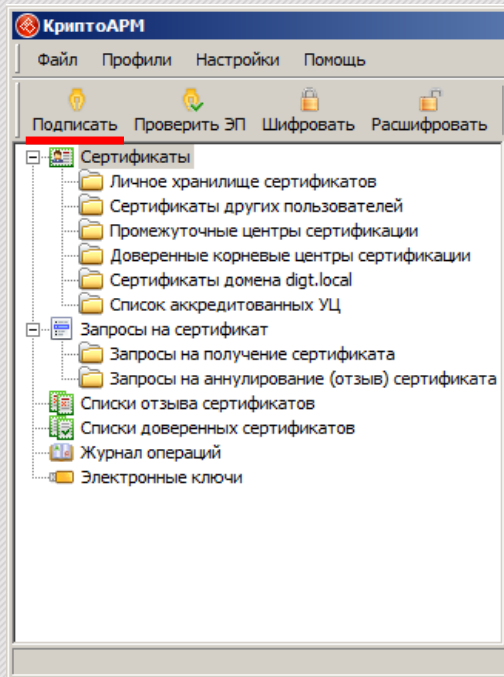 КриптоАРМ
Файл Профили Настройки Помощь
Подписать Проверить ЭП Шифровать Расшифровать
Сертификаты
Личное хранилище сертификатов
Сертификаты других пользователей
Промежуточные центры сертификации
Доверенные корневые центры сертификации
Сертификаты домена digt.local
Список аккредитованных УЦ
Запросы на сертификат
Запросы на получение сертификата
Запросы на аннулирование (отзыв) сертификата
Списки отзыва сертификатов
Списки доверенных сертификатов
Журнал операций
Электронные ключи